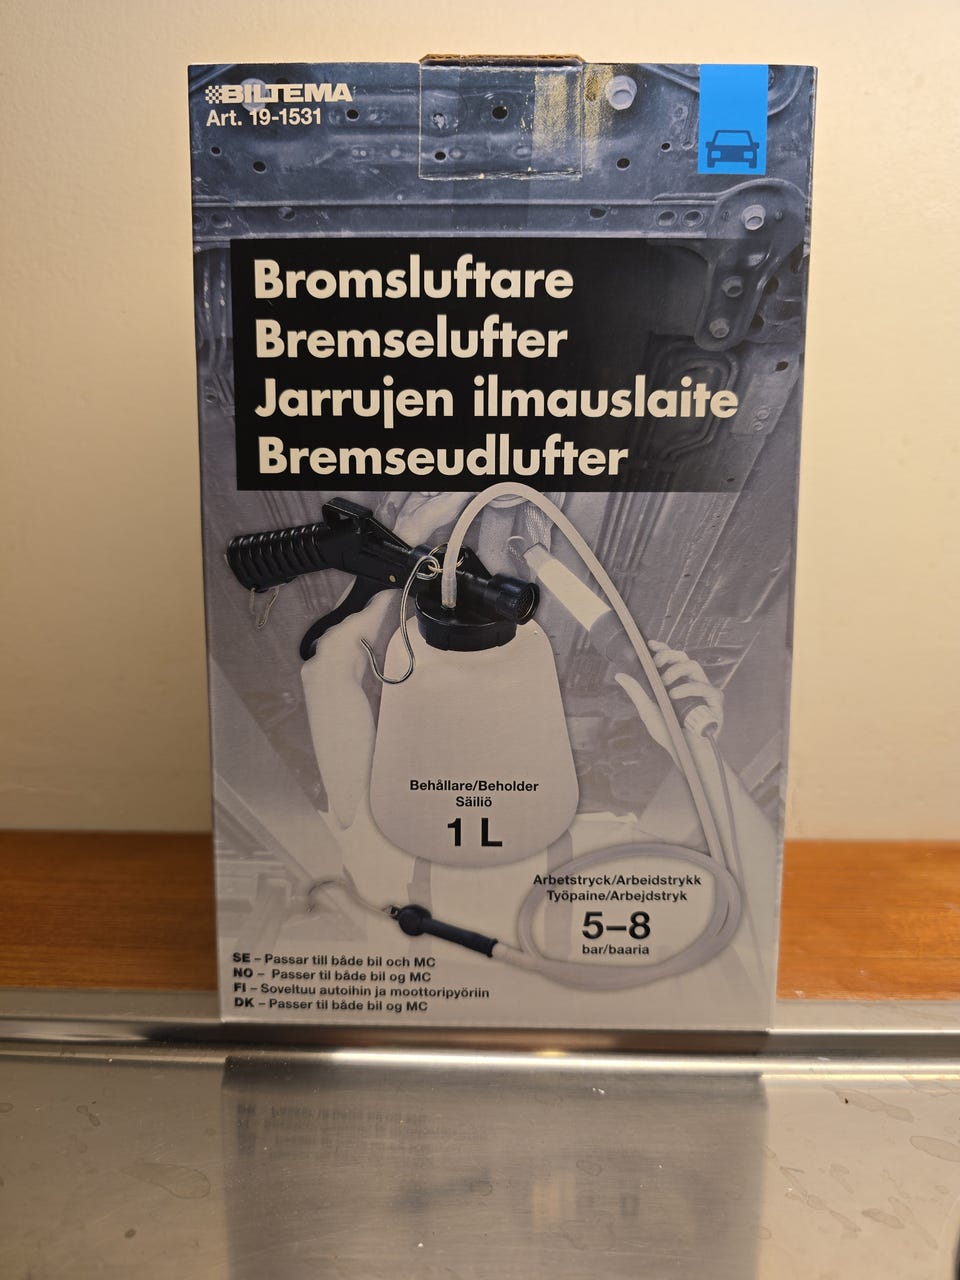 BILTEMA
Art. 19-1531
Bromsluftare
Bremselufter
Jarrujen ilmauslaite
Bremseudlufter
Behållare/Beholder
Säiliö
1 L
Arbetstryck/Arbeidstrykk
Työpaine/Arbejdstryk
5–8
bar/baaria
SE – Passar till både bil och MC
NO – Passer til både bil og MC
FI – Soveltuu autoihin ja moottoripyöriin
DK – Passer til både bil og MC